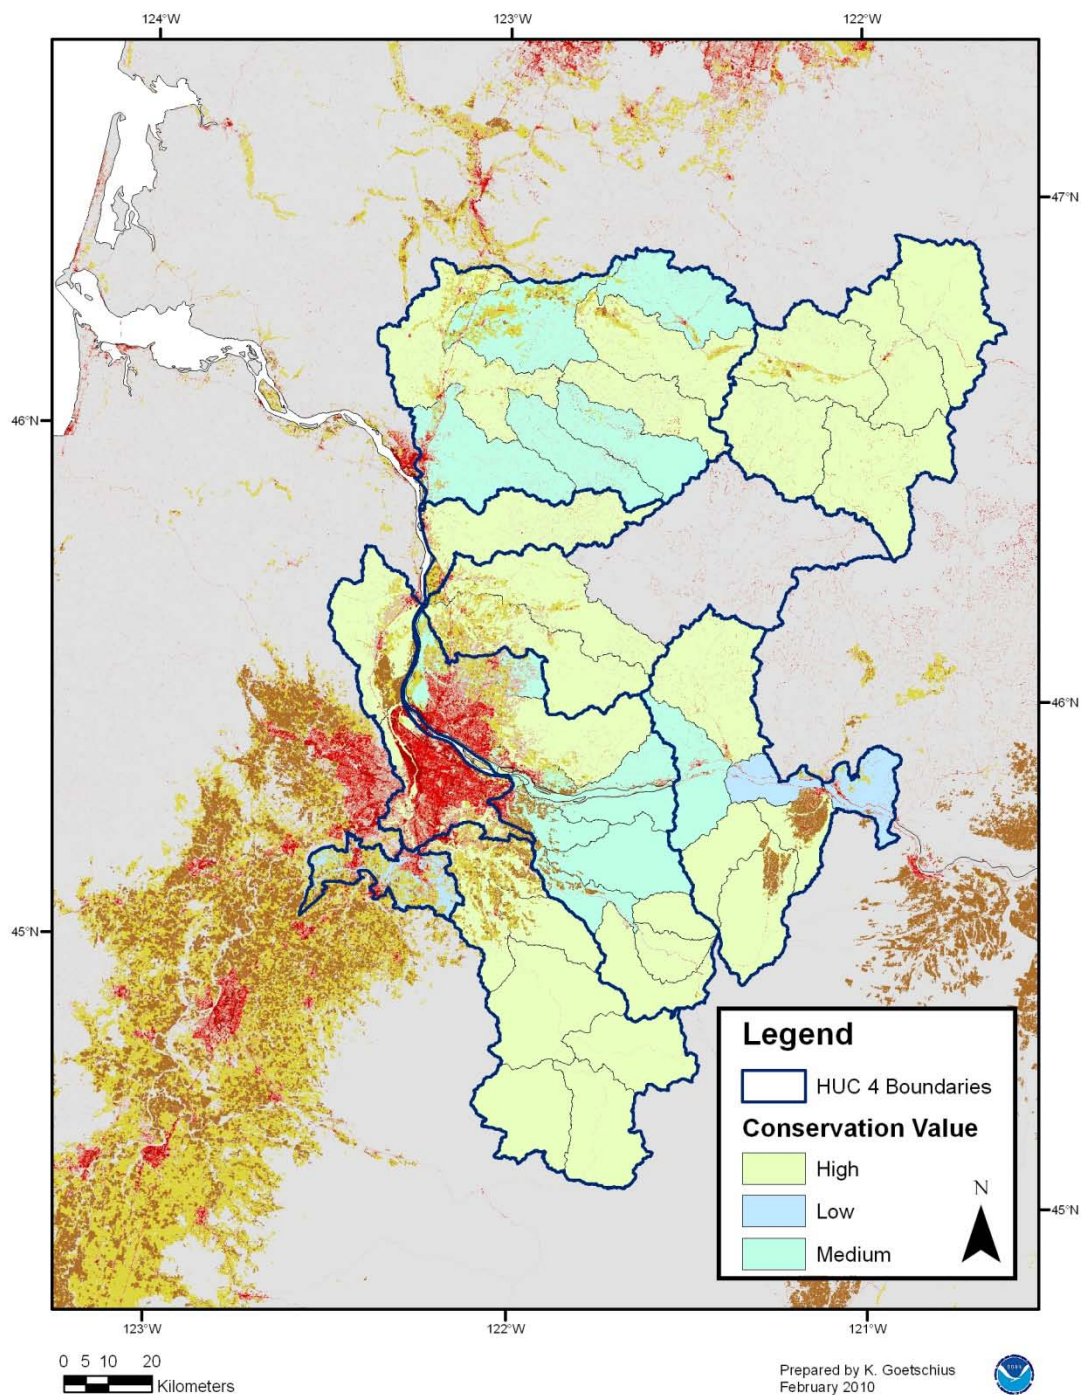 124°W 123°W 122°W
47°N
46°N
46°N
45°N
45°N
Legend
HUC 4 Boundaries
Conservation Value
High
Low
Medium
N
123°W 122°W 121°W
0 5 10 20
Kilometers
Prepared by K. Goetschius
February 2010